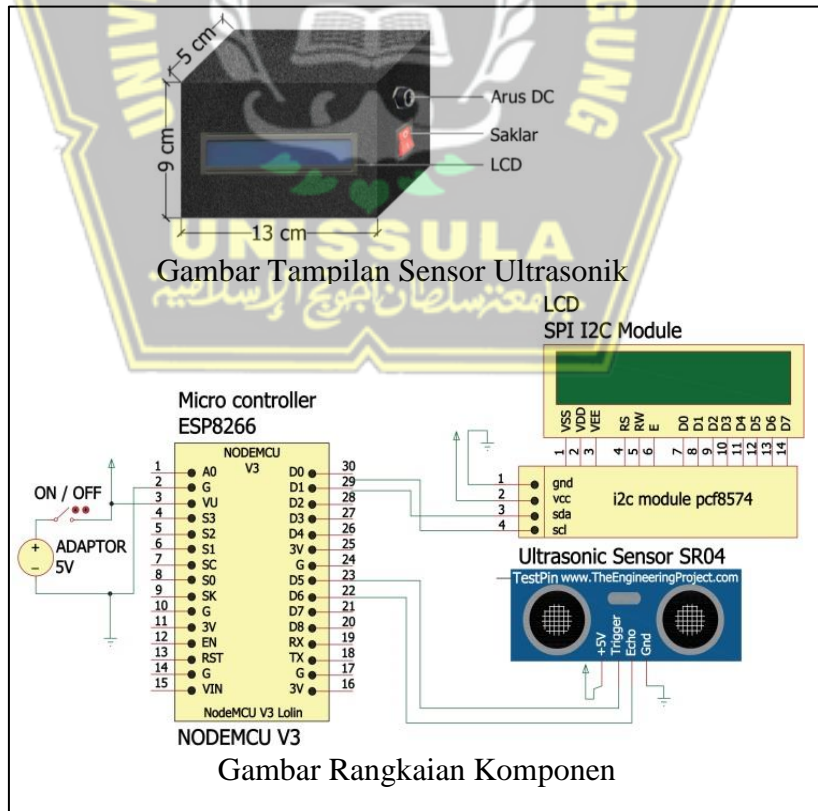 UNIVA
AGUNG
5 cm
9 cm
13 cm
Arus DC
Saklar
LCD
UNISSULA
جامعتنسلطان أجونج الإسلامية
Gambar Tampilan Sensor Ultrasonik
LCD
SPI I2C Module
VSS VDD VEE RS RW E D0 D1 D2 D3 D4 D5 D6 D7
1 2 3 4 5 6 7 8 9 10 11 12 13 14
1 gnd
2 vcc
3 sda
4 scl
i2c module pcf8574
Micro controller
ESP8266
NODEMCU
V3
1 A0 D0 30
2 G D1 29
3 VU D2 28
4 S3 D3 27
5 S2 D4 26
6 S1 3V 25
7 SC G 24
8 S0 D5 23
9 SK D6 22
10 G D7 21
11 3V D8 20
12 EN RX 19
13 RST TX 18
14 G G 17
15 VIN 3V 16
NodeMCU V3 Lolin
NODEMCU V3
ON / OFF
+
−
ADAPTOR
5V
Ultrasonic Sensor SR04
TestPin www.TheEngineeringProject.com
+5V
Trigger
Echo
Gnd
Gambar Rangkaian Komponen